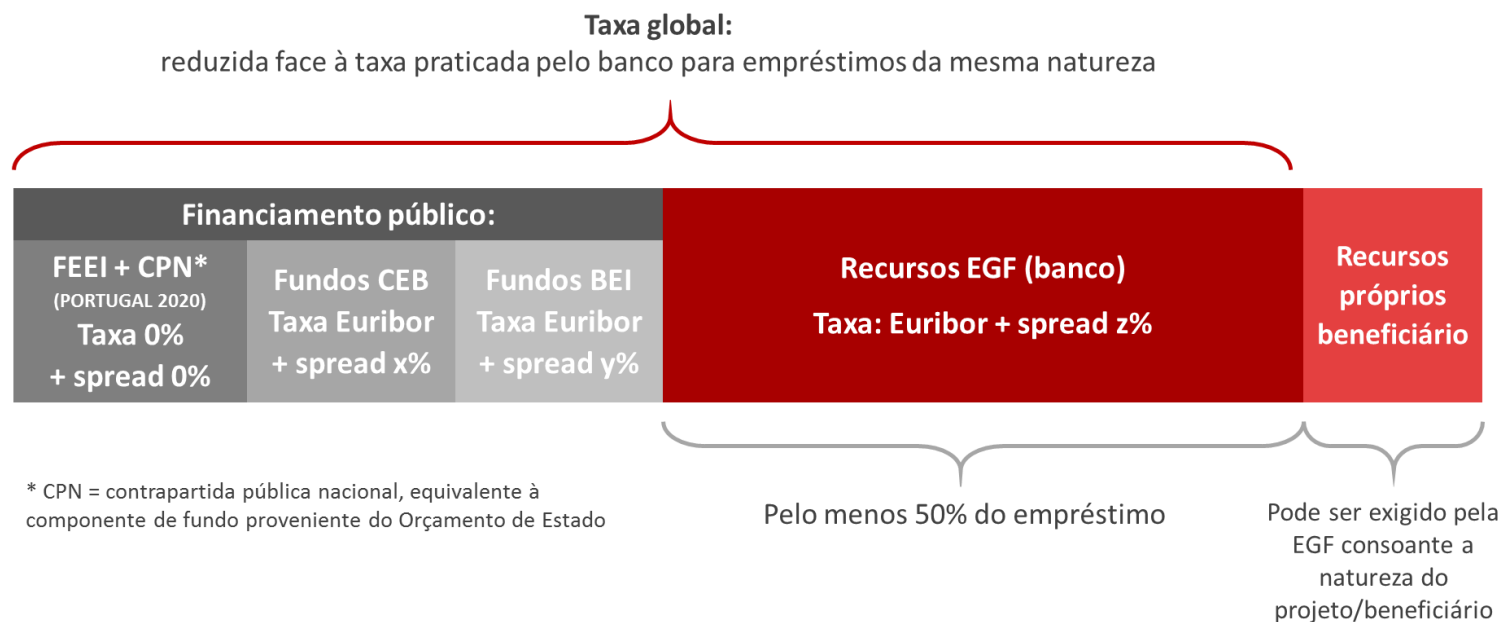 Taxa global:
reduzida face à taxa praticada pelo banco para empréstimos da mesma natureza
Financiamento público:
FEEI + CPN*
(PORTUGAL 2020)
Taxa 0%
+ spread 0%
Fundos CEB
Taxa Euribor
+ spread x%
Fundos BEI
Taxa Euribor
+ spread y%
Recursos EGF (banco)
Taxa: Euribor + spread z%
Recursos
próprios
beneficiário
* CPN = contrapartida pública nacional, equivalente à
componente de fundo proveniente do Orçamento de Estado
Pelo menos 50% do empréstimo
Pode ser exigido pela
EGF consoante a
natureza do
projeto/beneficiário